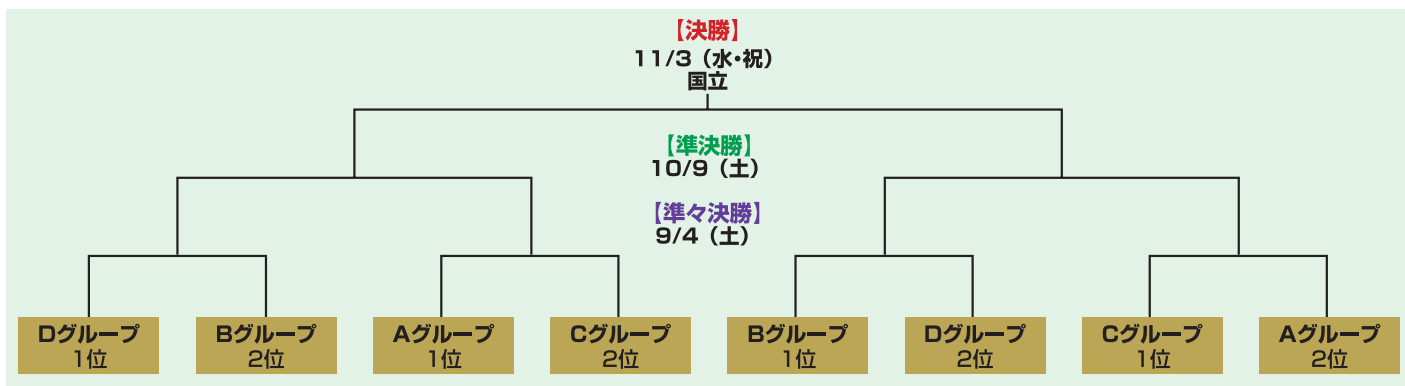 【決勝】
11/3（水・祝）
国立
【準決勝】
10/9（土）
【準々決勝】
9/4（土）
Dグループ
1位
Bグループ
2位
Aグループ
1位
Cグループ
2位
Bグループ
1位
Dグループ
2位
Cグループ
1位
Aグループ
2位